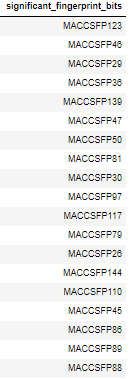 significant_fingerprint_bits
MACCSFP123
MACCSFP46
MACCSFP29
MACCSFP36
MACCSFP139
MACCSFP47
MACCSFP50
MACCSFP81
MACCSFP30
MACCSFP97
MACCSFP117
MACCSFP79
MACCSFP26
MACCSFP144
MACCSFP110
MACCSFP45
MACCSFP86
MACCSFP89
MACCSFP88